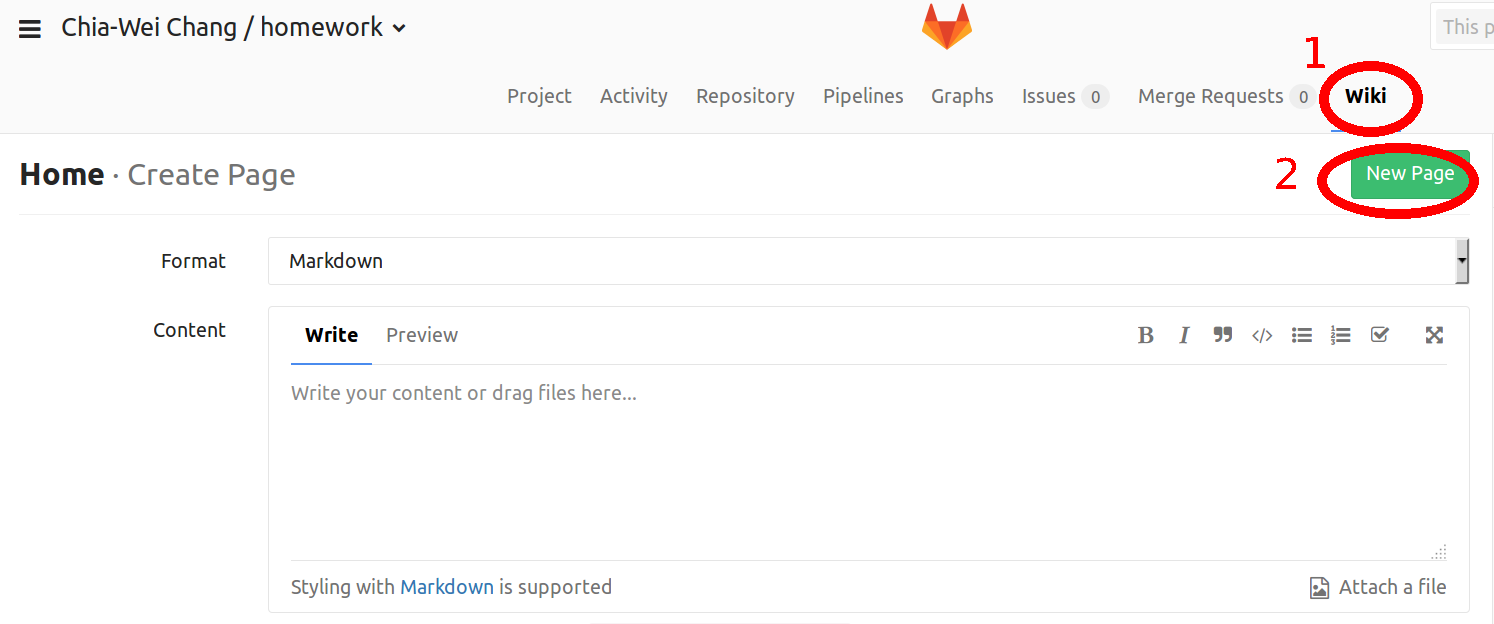 Chia-Wei Chang / homework
This p
1
Project Activity Repository Pipelines Graphs Issues 0 Merge Requests 0 Wiki
Home · Create Page
2 New Page
Format Markdown
Content Write Preview B I
Write your content or drag files here...
Styling with Markdown is supported Attach a file